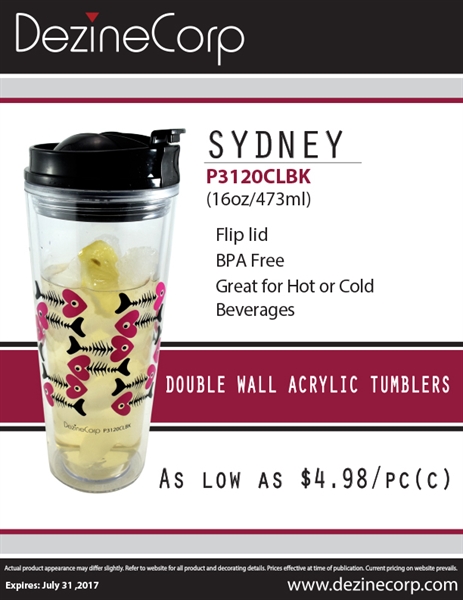 DezineCorp
SYDNEY
P3120CLBK
(16oz/473ml)
Flip lid
BPA Free
Great for Hot or Cold
Beverages
DOUBLE WALL ACRYLIC TUMBLERS
DezineCorp P3120CLBK
As low as $4.98/pc(c)
Actual product appearance may differ slightly. Refer to website for all product and decorating details. Prices effective at time of publication. Current pricing on website prevails.
Expires: July 31 ,2017
www.dezinecorp.com